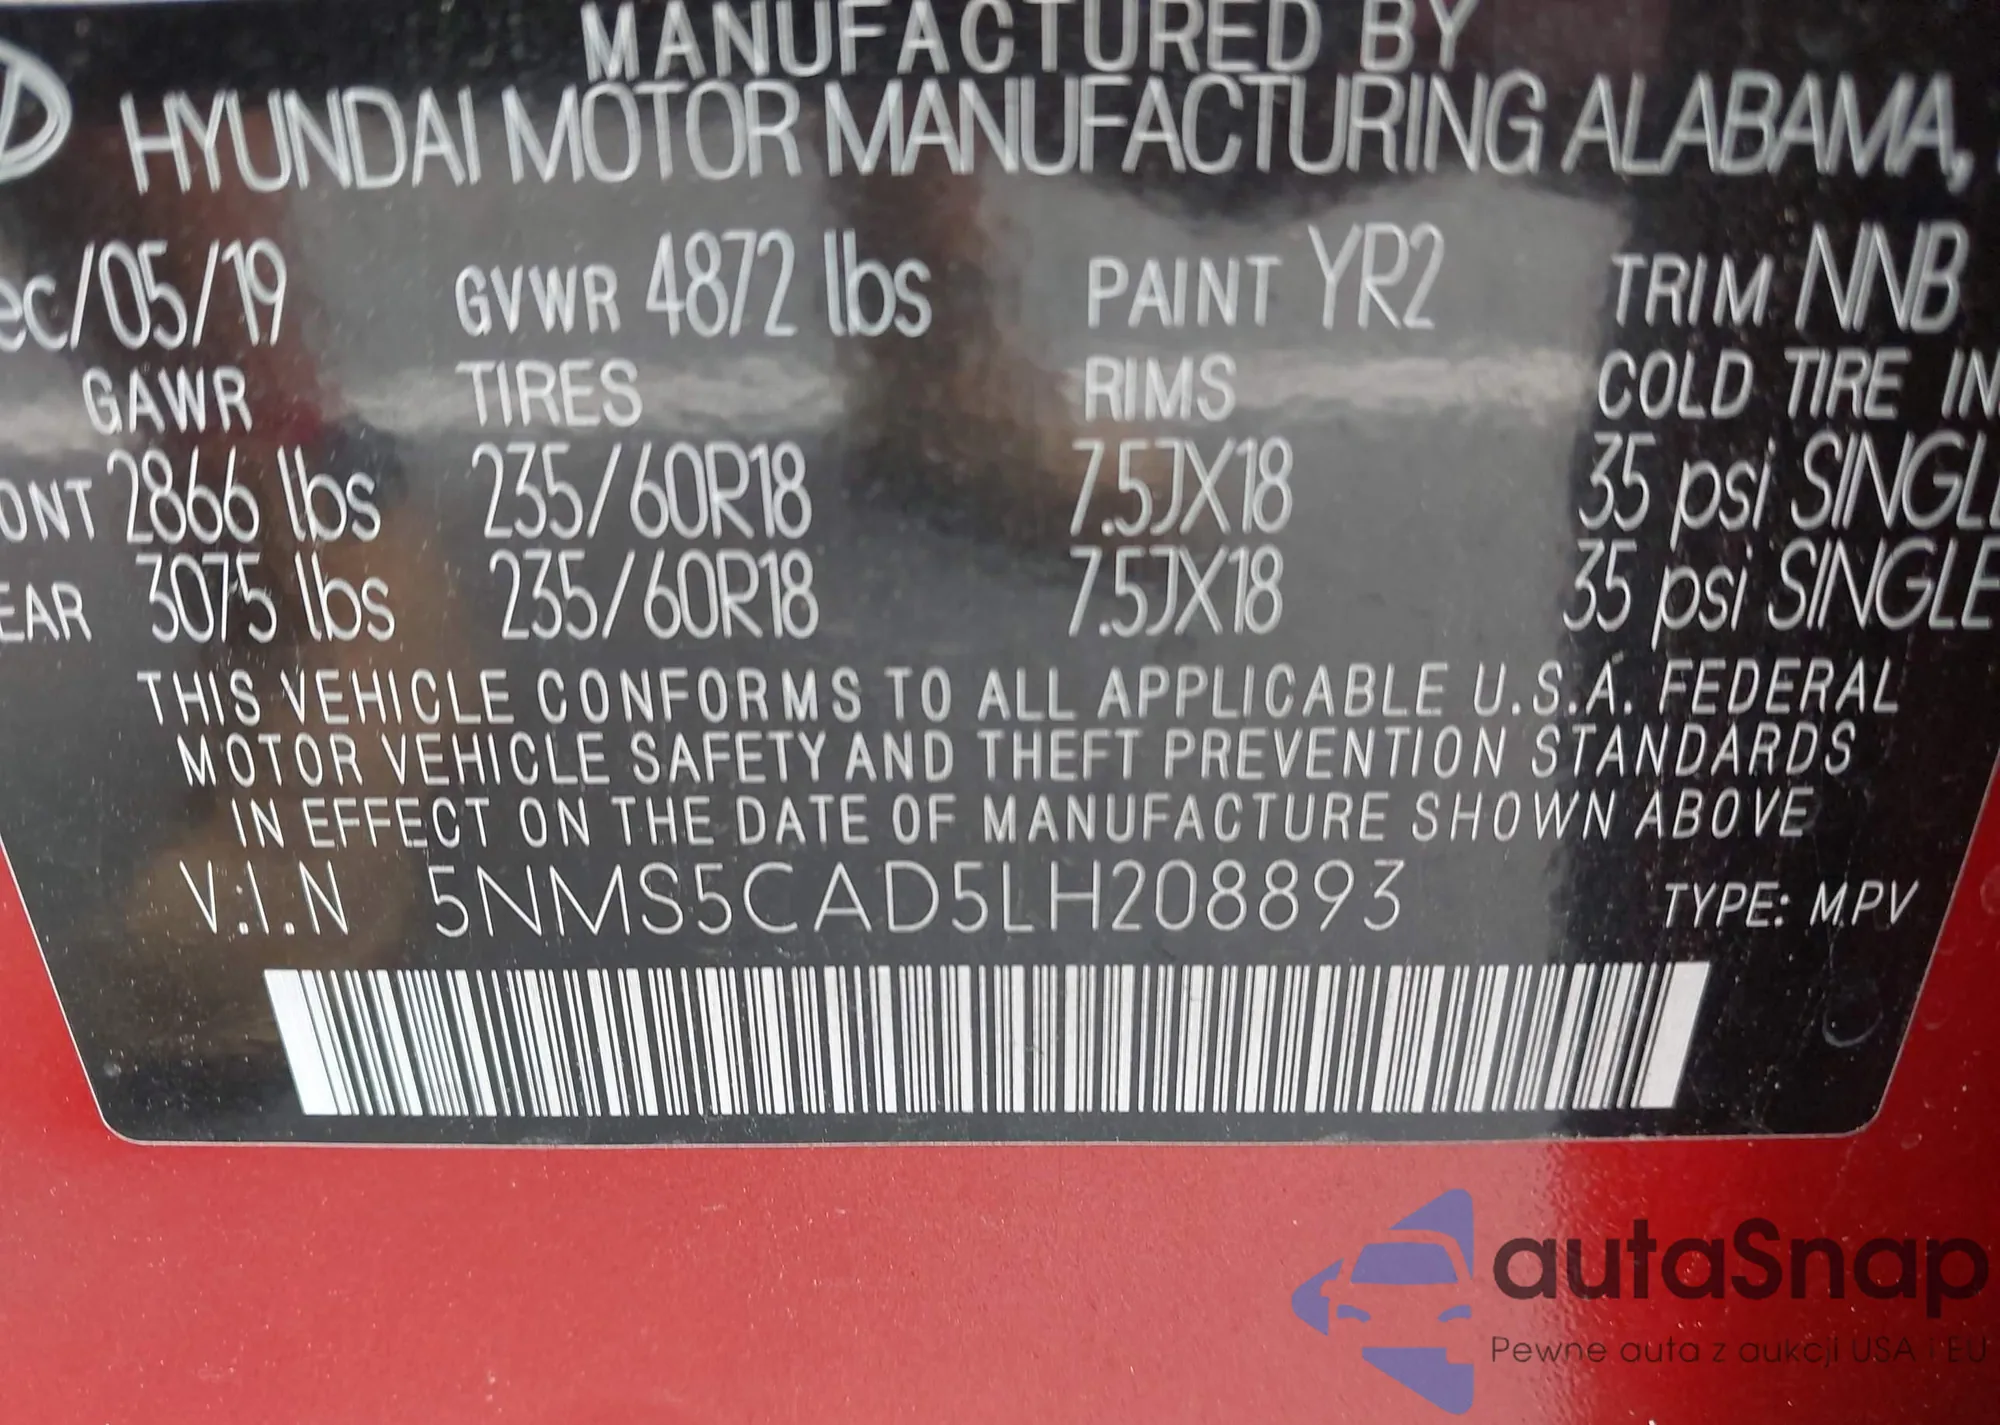 MANUFACTURED BY
HYUNDAI MOTOR MANUFACTURING ALABAMA,
ec/05/19 GVWR 4872 lbs PAINT YR2 TRIM NNB
GAWR TIRES RIMS COLD TIRE IN
ONT 2866 lbs 235/60R18 7.5JX18 35 psi SINGLE
EAR 3075 lbs 235/60R18 7.5JX18 35 psi SINGLE
THIS VEHICLE CONFORMS TO ALL APPLICABLE U.S.A. FEDERAL
MOTOR VEHICLE SAFETY AND THEFT PREVENTION STANDARDS
IN EFFECT ON THE DATE OF MANUFACTURE SHOWN ABOVE
V.I.N 5NMS5CAD5LH208893 TYPE: M.PV
autaSnap
Pewne auta z aukcji USA i EU